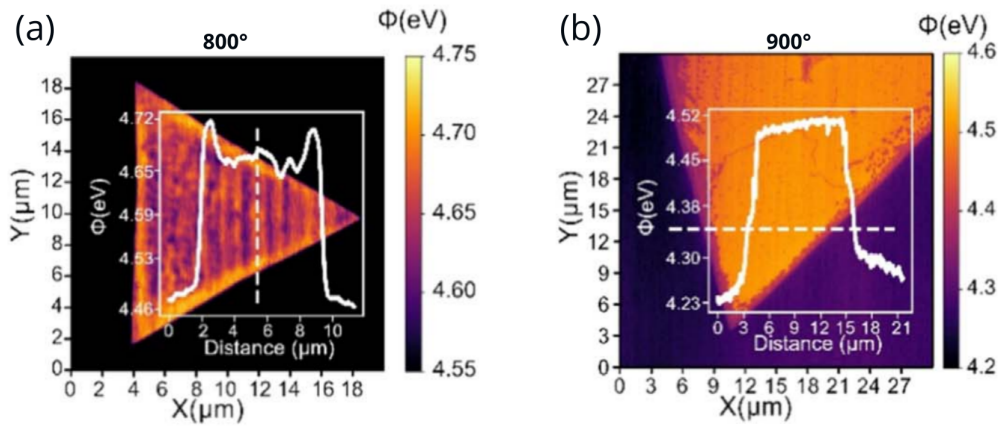 (a)
800°
Φ(eV)
4.75
4.70
4.65
4.60
4.55
Y(μm)
18
16
14
12
10
8
6
4
2
0
Φ(eV)
4.72
4.65
4.59
4.53
4.46
0 2 4 6 8 10
Distance (μm)
0 2 4 6 8 10 12 14 16 18
X(μm)
(b)
900°
Φ(eV)
4.6
4.5
4.4
4.3
4.2
Y(μm)
27
24
21
18
15
12
9
6
3
0
Φ(eV)
4.52
4.45
4.38
4.30
4.23
0 3 6 9 12 15 18 21
Distance (μm)
0 3 6 9 12 15 18 21 24 27
X(μm)